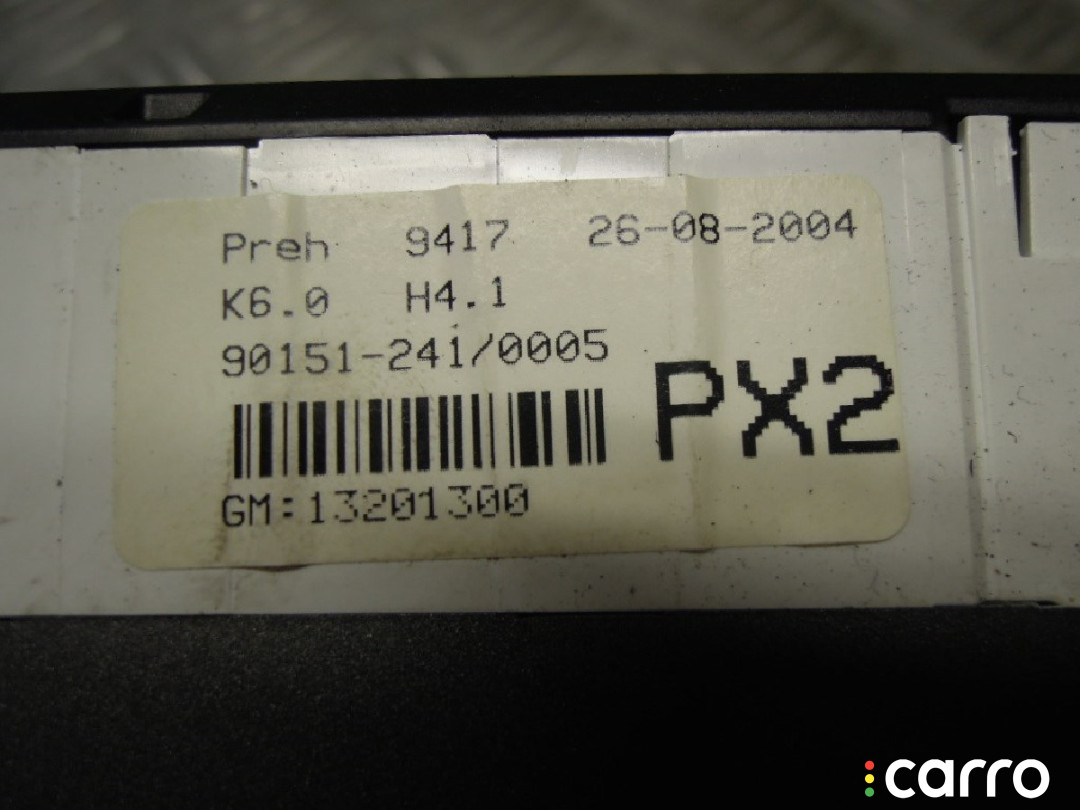 Preh 9417 26-08-2004
K6.0 H4.1
90151-241/0005
PX2
GM:13201300
carro